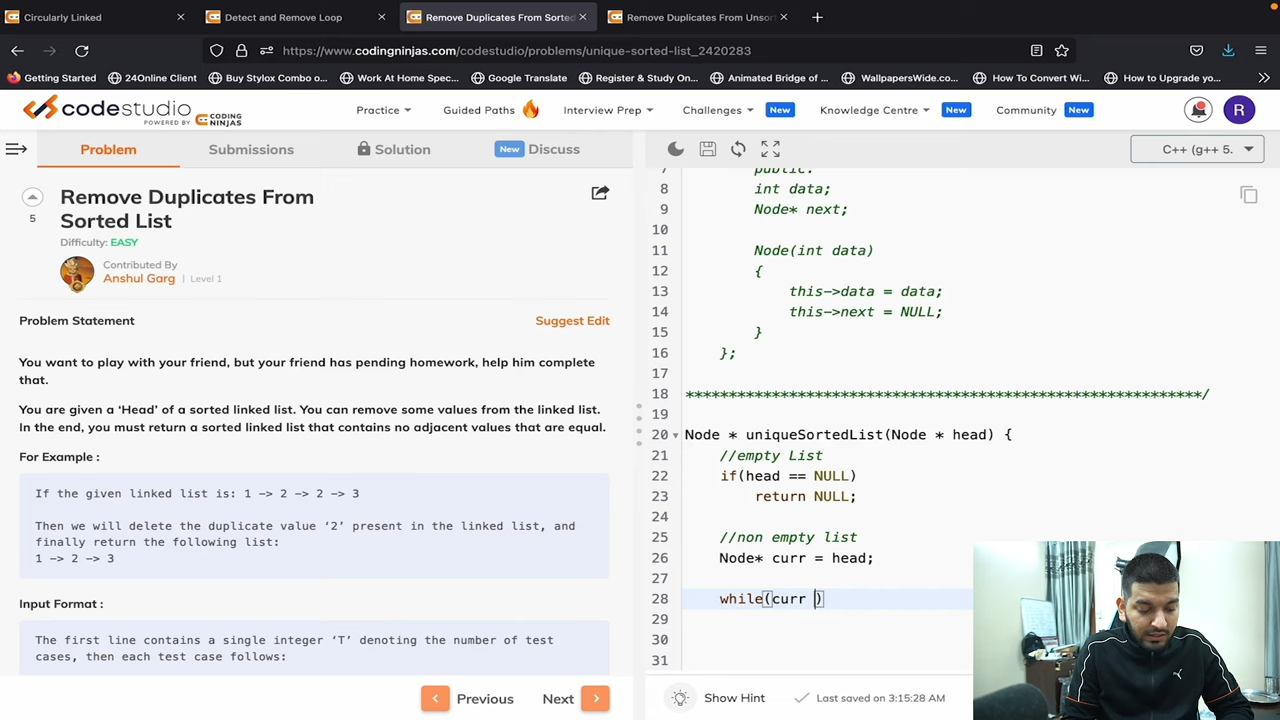 Circularly Linked
Detect and Remove Loop
Remove Duplicates From Sorted
Remove Duplicates From Unsor
https://www.codingninjas.com/codestudio/problems/unique-sorted-list_2420283
Getting Started
24Online Client
Buy Stylox Combo o...
Work At Home Spec...
Google Translate
Register & Study On...
Animated Bridge of ...
WallpapersWide.co...
How To Convert Wi...
How to Upgrade yo...
codestudio
POWERED BY CODING NINJAS
Practice
Guided Paths
Interview Prep
Challenges New
Knowledge Centre New
Community New
R
Problem
Submissions
Solution
New Discuss
C++ (g++ 5.
5
Remove Duplicates From
Sorted List
Difficulty: EASY
Contributed By
Anshul Garg | Level 1
Problem Statement
Suggest Edit
You want to play with your friend, but your friend has pending homework, help him complete
that.
You are given a ‘Head’ of a sorted linked list. You can remove some values from the linked list.
In the end, you must return a sorted linked list that contains no adjacent values that are equal.
For Example :
If the given linked list is: 1 -> 2 -> 2 -> 3
Then we will delete the duplicate value ‘2’ present in the linked list, and
finally return the following list:
1 -> 2 -> 3
Input Format :
The first line contains a single integer ‘T’ denoting the number of test
cases, then each test case follows:
Previous
Next
7 public:
8 int data;
9 Node* next;
10
11 Node(int data)
12 {
13 this->data = data;
14 this->next = NULL;
15 }
16 };
17
18 *************************************************************/
19
20 Node * uniqueSortedList(Node * head) {
21 //empty List
22 if(head == NULL)
23 return NULL;
24
25 //non empty list
26 Node* curr = head;
27
28 while(curr )
29
30
31
Show Hint
Last saved on 3:15:28 AM